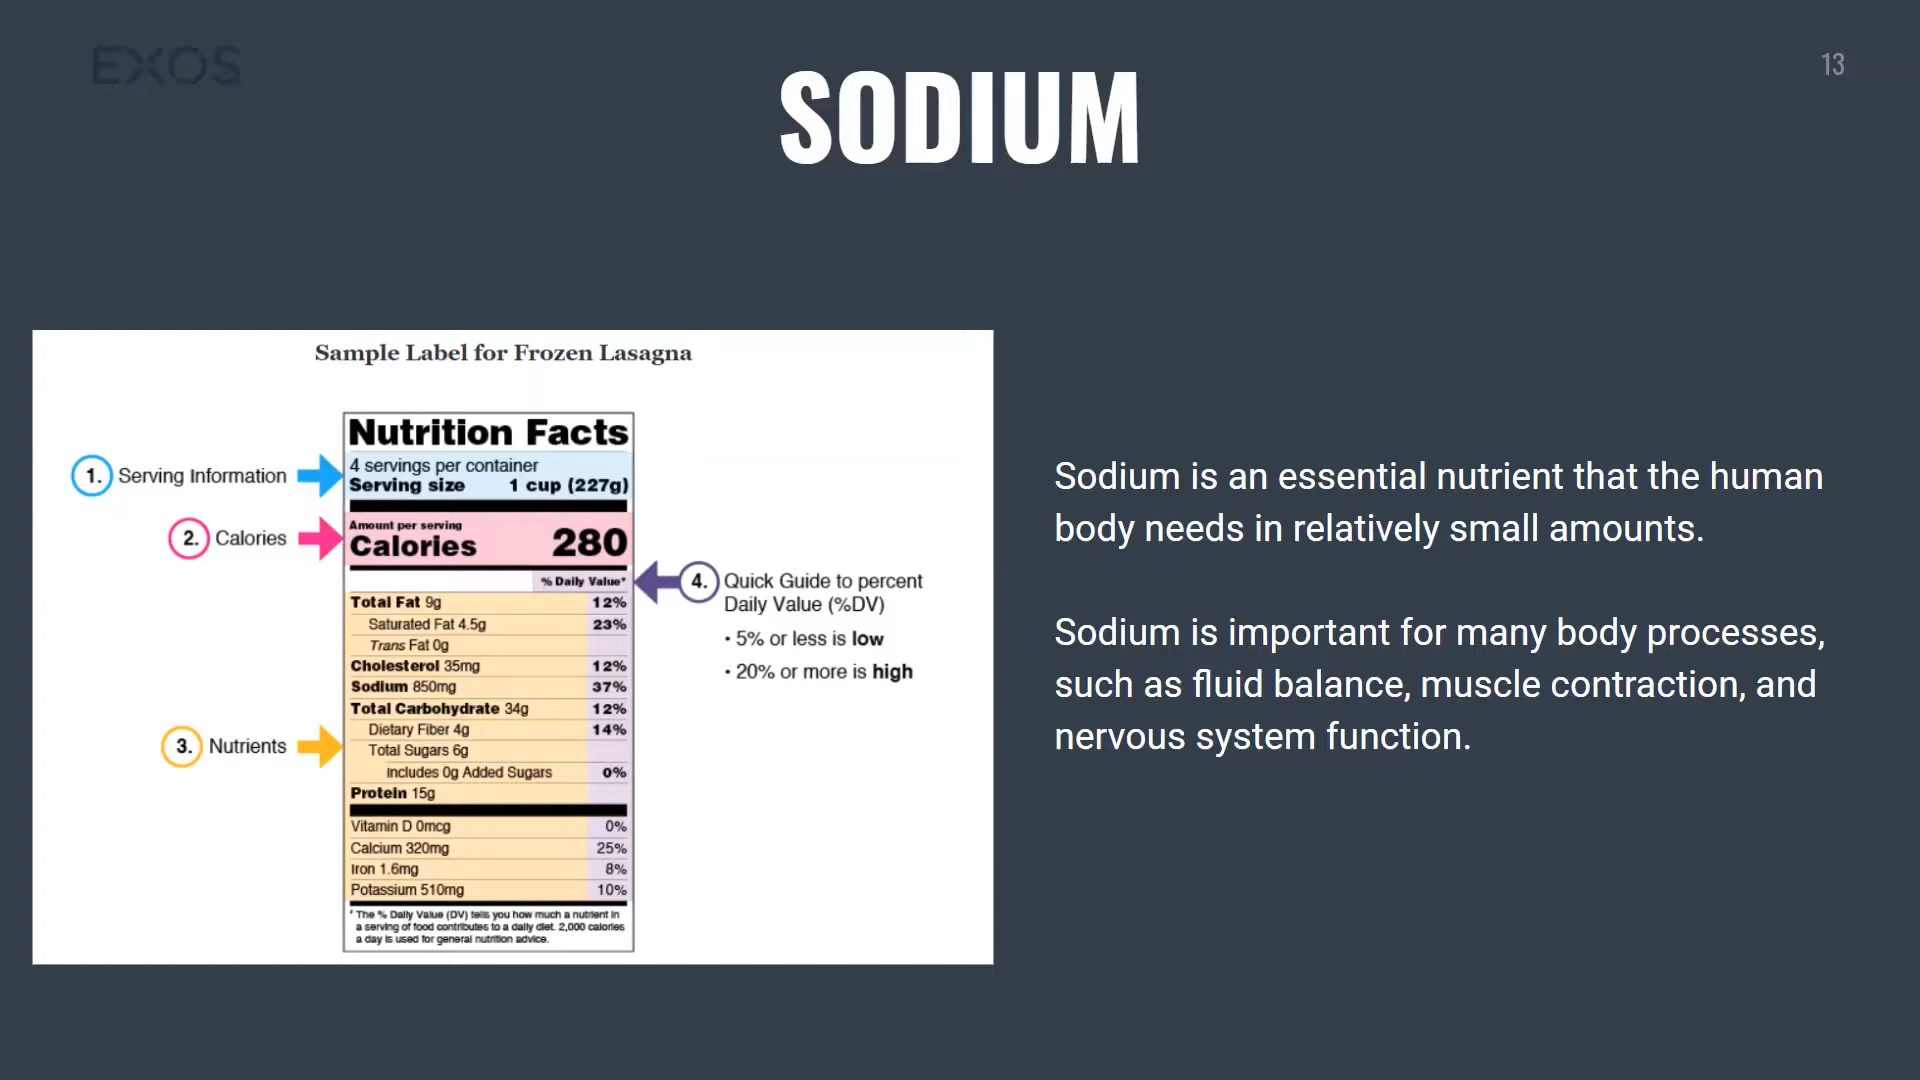 EXOS
13
SODIUM
Sample Label for Frozen Lasagna
Nutrition Facts
4 servings per container
Serving size 1 cup (227g)
1. Serving Information
Amount per serving
Calories 280
2. Calories
% Daily Value*
Total Fat 9g 12%
Saturated Fat 4.5g 23%
Trans Fat 0g
Cholesterol 35mg 12%
Sodium 850mg 37%
Total Carbohydrate 34g 12%
Dietary Fiber 4g 14%
Total Sugars 6g
Includes 0g Added Sugars 0%
Protein 15g
3. Nutrients
Vitamin D 0mcg 0%
Calcium 320mg 25%
Iron 1.6mg 8%
Potassium 510mg 10%
* The % Daily Value (DV) tells you how much a nutrient in
a serving of food contributes to a daily diet. 2,000 calories
a day is used for general nutrition advice.
4. Quick Guide to percent
Daily Value (%DV)
• 5% or less is low
• 20% or more is high
Sodium is an essential nutrient that the human
body needs in relatively small amounts.
Sodium is important for many body processes,
such as fluid balance, muscle contraction, and
nervous system function.